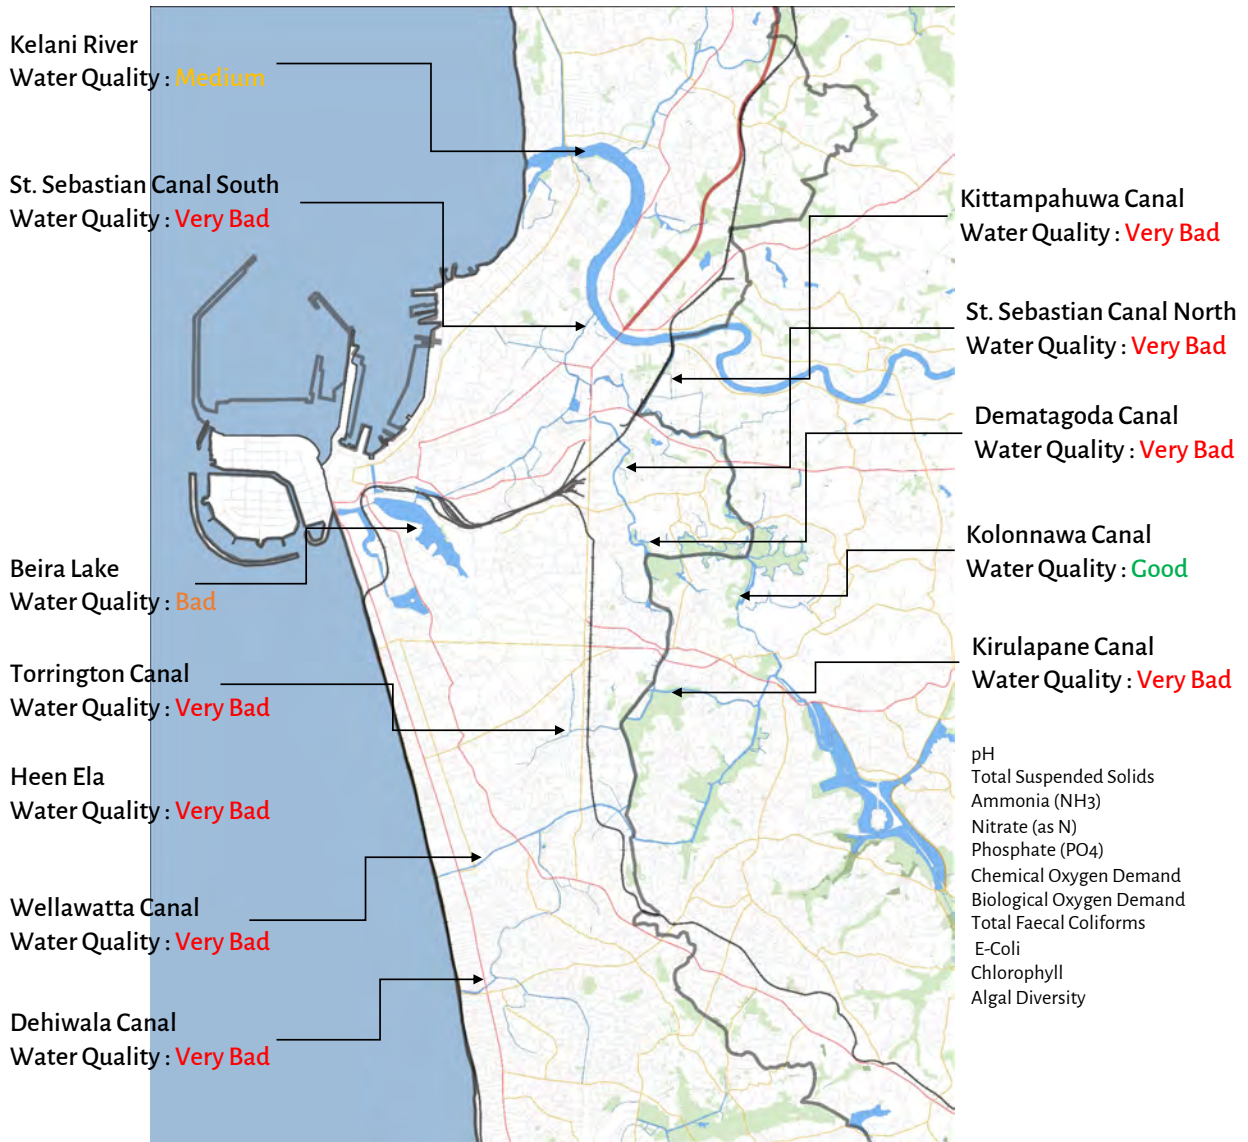 Kelani River
Water Quality : Medium
St. Sebastian Canal South
Water Quality : Very Bad
Beira Lake
Water Quality : Bad
Torrington Canal
Water Quality : Very Bad
Heen Ela
Water Quality : Very Bad
Wellawatta Canal
Water Quality : Very Bad
Dehiwala Canal
Water Quality : Very Bad
Kittampahuwa Canal
Water Quality : Very Bad
St. Sebastian Canal North
Water Quality : Very Bad
Dematagoda Canal
Water Quality : Very Bad
Kolonnawa Canal
Water Quality : Good
Kirulapane Canal
Water Quality : Very Bad
pH
Total Suspended Solids
Ammonia (NH3)
Nitrate (as N)
Phosphate (PO4)
Chemical Oxygen Demand
Biological Oxygen Demand
Total Faecal Coliforms
E-Coli
Chlorophyll
Algal Diversity